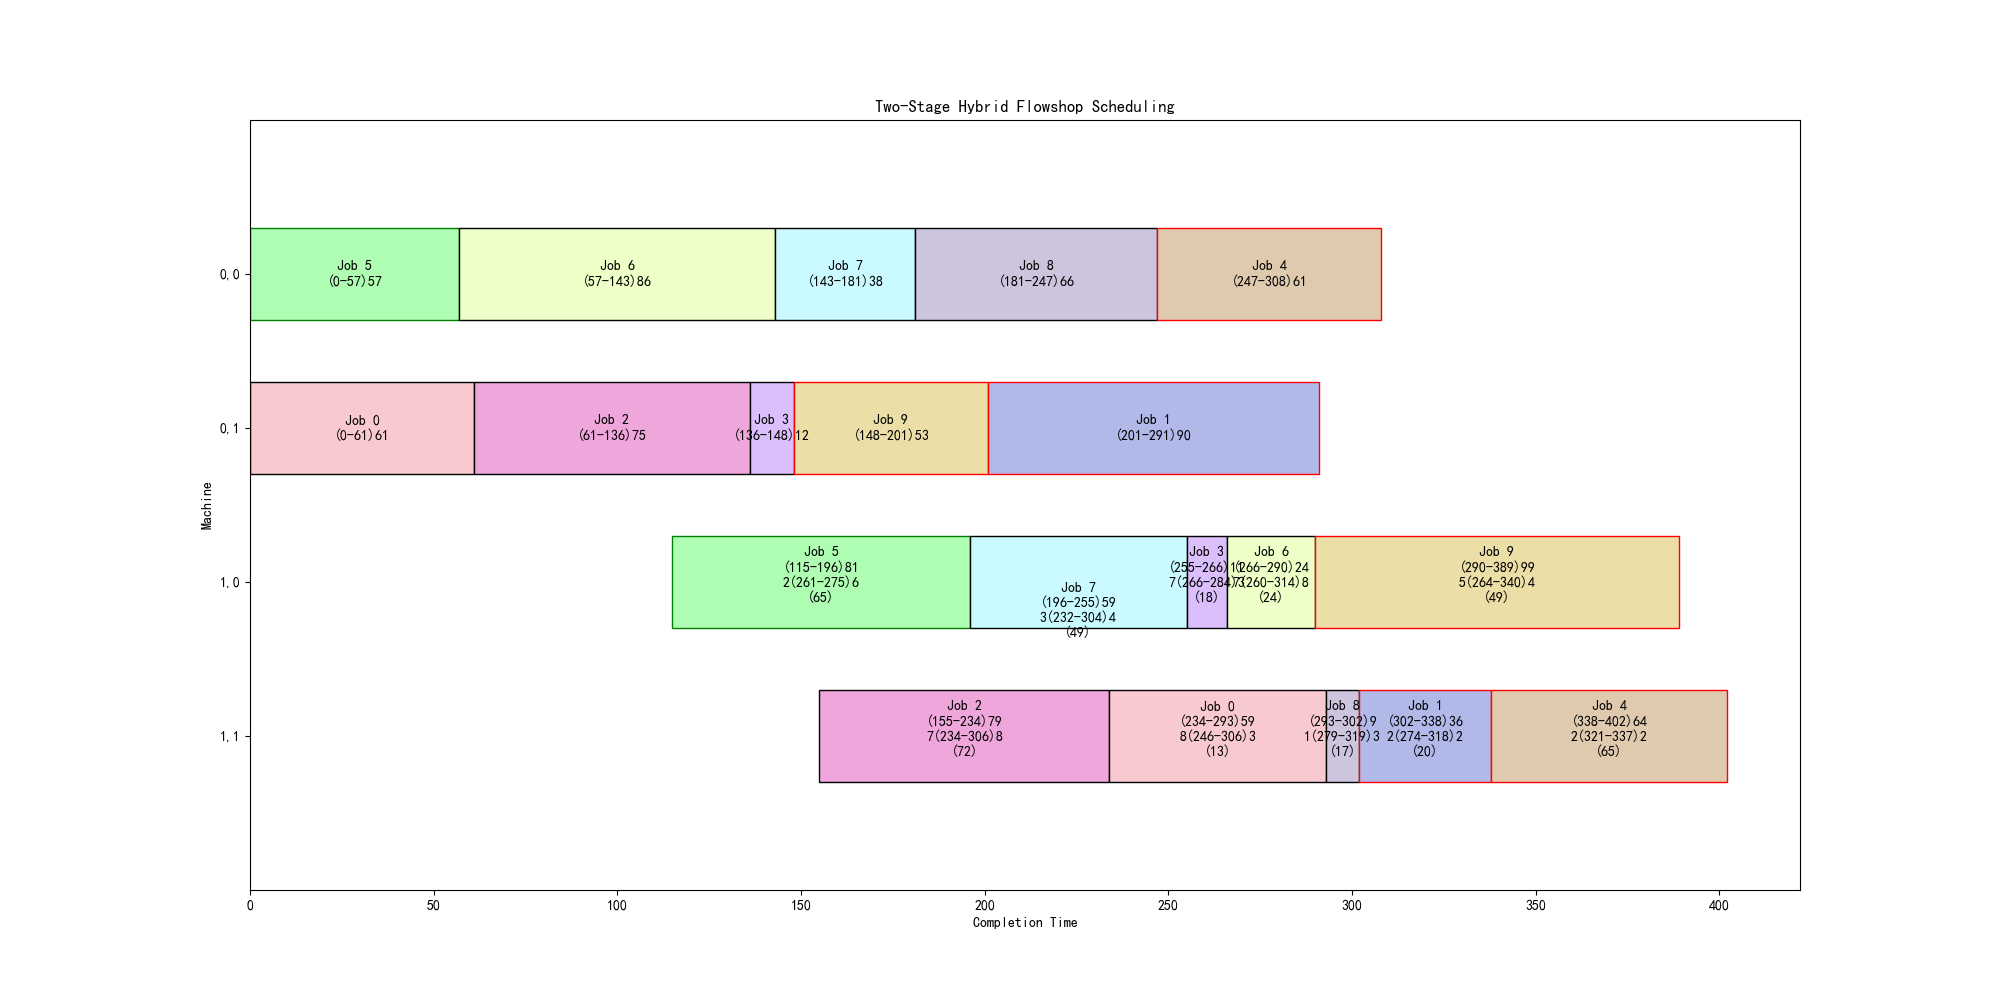 Two-Stage Hybrid Flowshop Scheduling
0,0
Job 5
(0-57)57
Job 6
(57-143)86
Job 7
(143-181)38
Job 8
(181-247)66
Job 4
(247-308)61
0,1
Job 0
(0-61)61
Job 2
(61-136)75
Job 3
(136-148)12
Job 9
(148-201)53
Job 1
(201-291)90
Machine
1,0
Job 5
(115-196)81
2(261-275)6
(65)
Job 7
(196-255)59
3(232-304)4
(49)
Job 3
(255-266)11
7(266-284)3
(18)
Job 6
(266-290)24
7(260-314)8
(24)
Job 9
(290-389)99
5(264-340)4
(49)
1,1
Job 2
(155-234)79
7(234-306)8
(72)
Job 0
(234-293)59
8(246-306)3
(13)
Job 8
(293-302)9
1(279-319)3
(17)
Job 1
(302-338)36
2(274-318)2
(20)
Job 4
(338-402)64
2(321-337)2
(65)
0 50 100 150 200 250 300 350 400
Completion Time